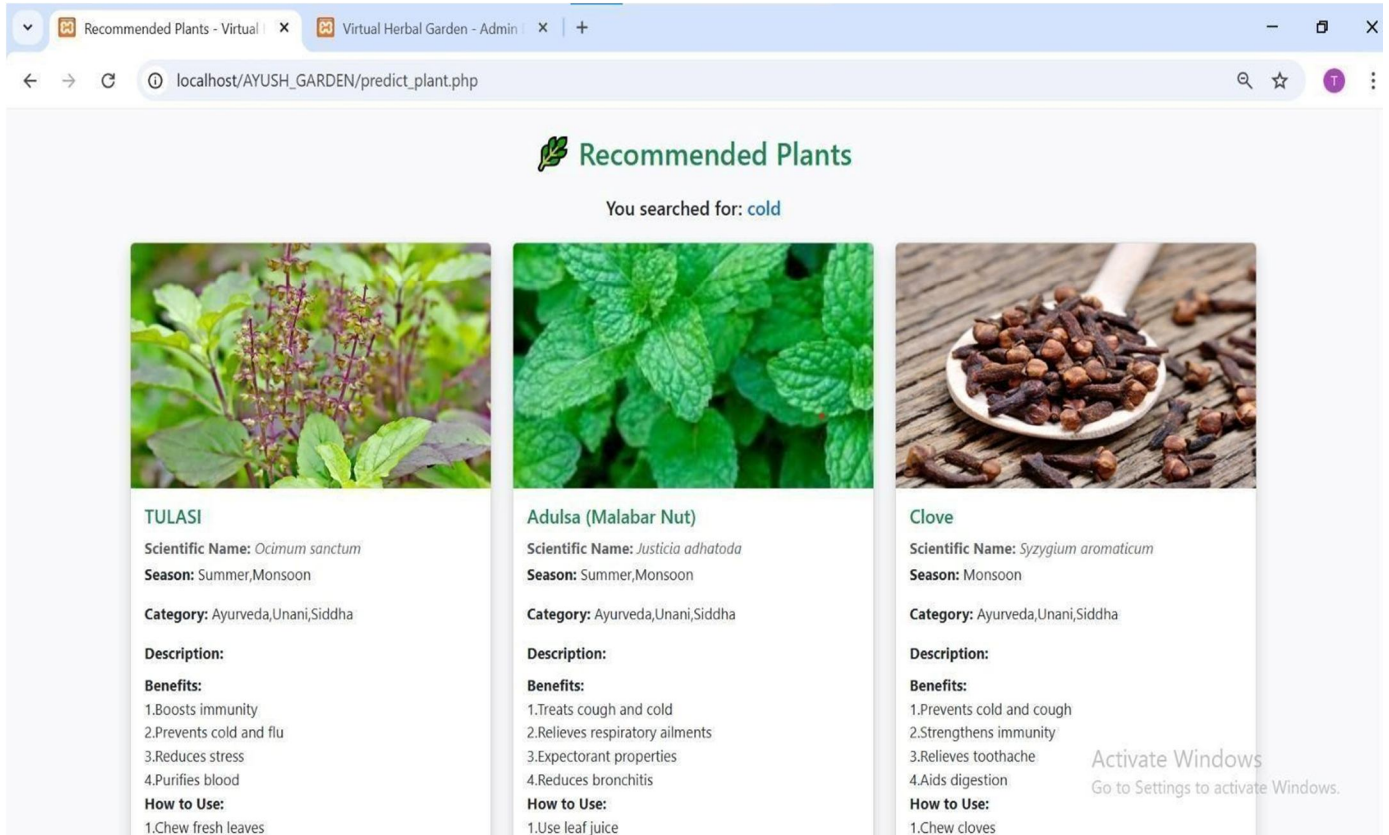 Recommended Plants - Virtual
Virtual Herbal Garden - Admin
localhost/AYUSH_GARDEN/predict_plant.php
T
Recommended Plants
You searched for: cold
TULASI
Scientific Name: Ocimum sanctum
Season: Summer,Monsoon
Category: Ayurveda,Unani,Siddha
Description:
Benefits:
1.Boosts immunity
2.Prevents cold and flu
3.Reduces stress
4.Purifies blood
How to Use:
1.Chew fresh leaves
Adulsa (Malabar Nut)
Scientific Name: Justicia adhatoda
Season: Summer,Monsoon
Category: Ayurveda,Unani,Siddha
Description:
Benefits:
1.Treats cough and cold
2.Relieves respiratory ailments
3.Expectorant properties
4.Reduces bronchitis
How to Use:
1.Use leaf juice
Clove
Scientific Name: Syzygium aromaticum
Season: Monsoon
Category: Ayurveda,Unani,Siddha
Description:
Benefits:
1.Prevents cold and cough
2.Strengthens immunity
3.Relieves toothache
4.Aids digestion
How to Use:
1.Chew cloves
Activate Windows
Go to Settings to activate Windows.